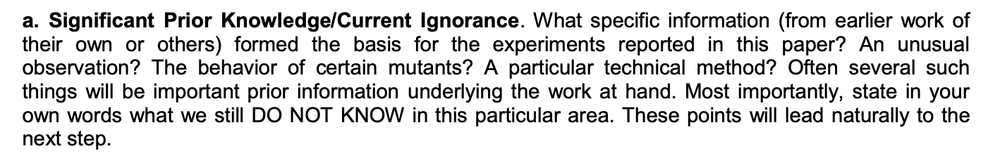 a. Significant Prior Knowledge/Current Ignorance. What specific information (from earlier work of
their own or others) formed the basis for the experiments reported in this paper? An unusual
observation? The behavior of certain mutants? A particular technical method? Often several such
things will be important prior information underlying the work at hand. Most importantly, state in your
own words what we still DO NOT KNOW in this particular area. These points will lead naturally to the
next step.